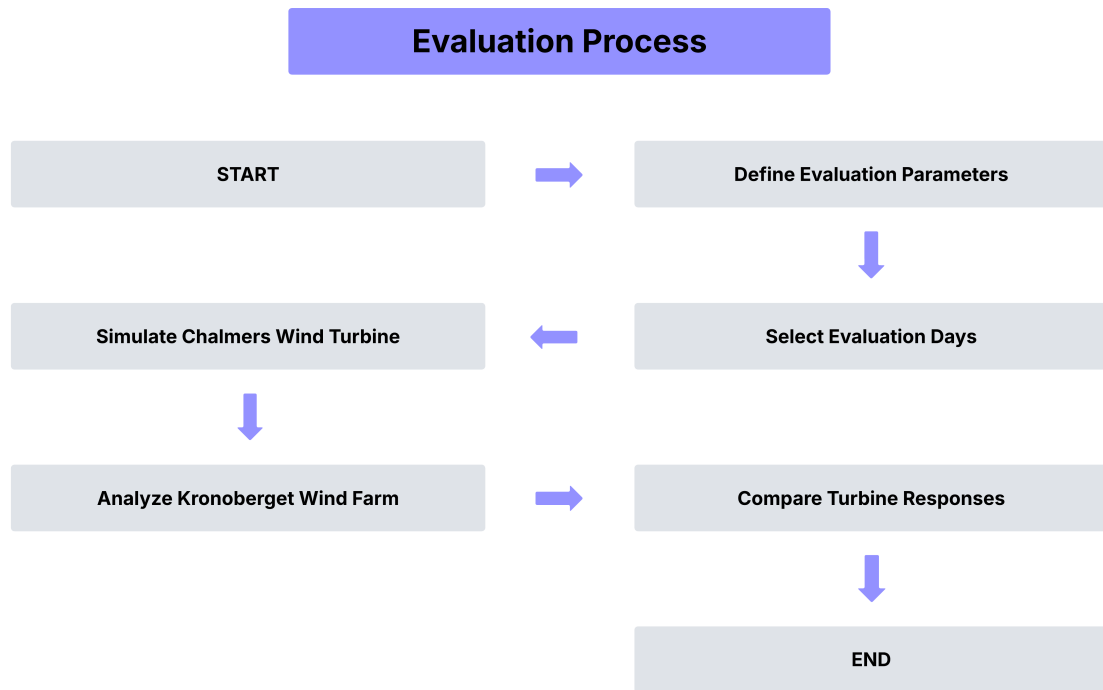 Evaluation Process
START
Define Evaluation Parameters
Select Evaluation Days
Simulate Chalmers Wind Turbine
Analyze Kronoberget Wind Farm
Compare Turbine Responses
END